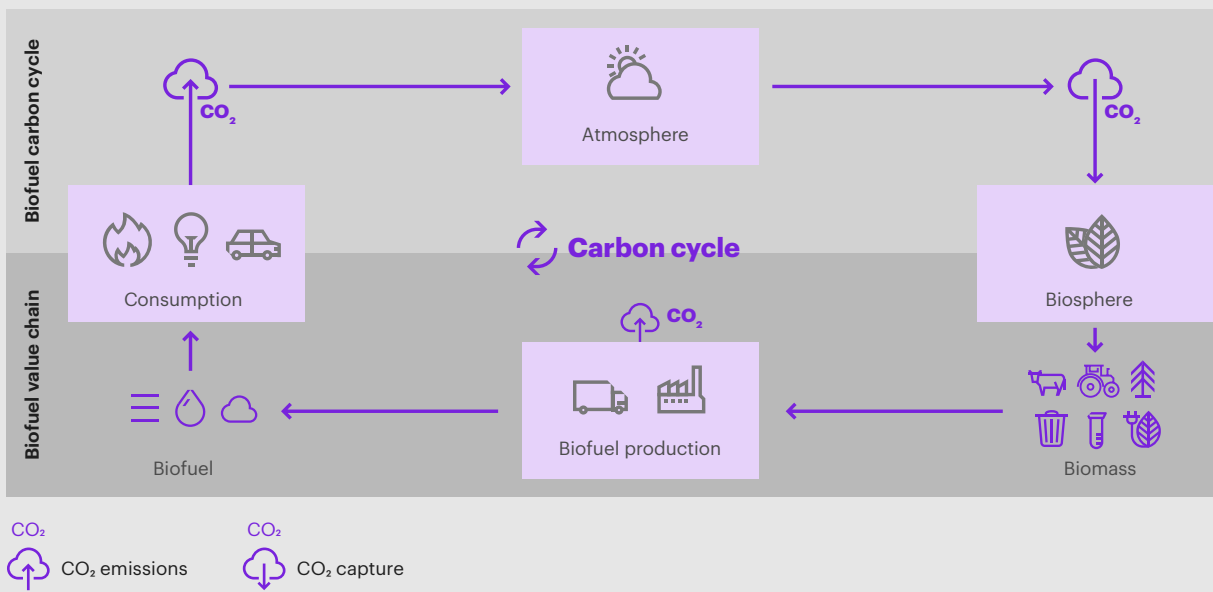 Biofuel carbon cycle
CO₂
Atmosphere
CO₂
Consumption
Carbon cycle
Biosphere
Biofuel value chain
CO₂
Biofuel production
Biofuel
Biomass
CO₂
CO₂ emissions
CO₂
CO₂ capture